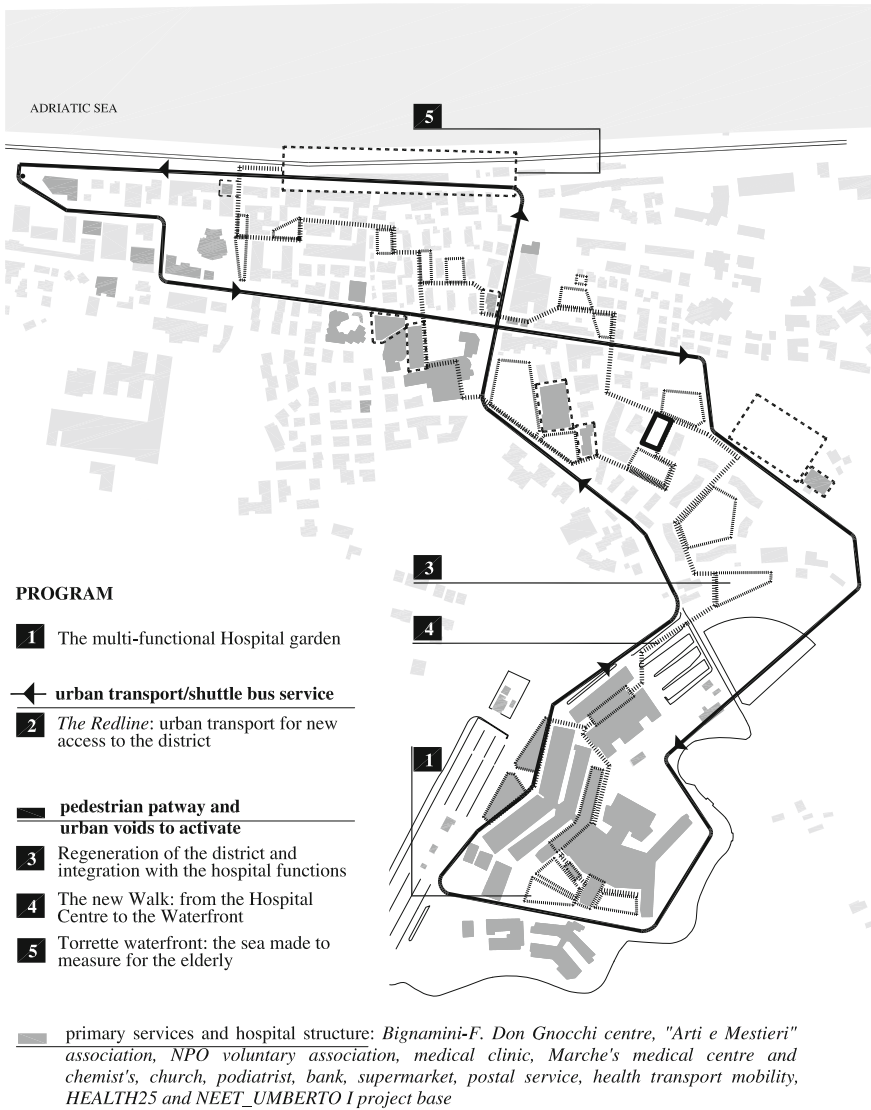 ADRIATIC SEA
5
3
4
1
PROGRAM
1 The multi-functional Hospital garden
urban transport/shuttle bus service
2 The Redline: urban transport for new
access to the district
pedestrian patway and
urban voids to activate
3 Regeneration of the district and
integration with the hospital functions
4 The new Walk: from the Hospital
Centre to the Waterfront
5 Torrette waterfront: the sea made to
measure for the elderly
primary services and hospital structure: Bignamini-F. Don Gnocchi centre, "Arti e Mestieri"
association, NPO voluntary association, medical clinic, Marche's medical centre and
chemist's, church, podiatrist, bank, supermarket, postal service, health transport mobility,
HEALTH25 and NEET_UMBERTO I project base